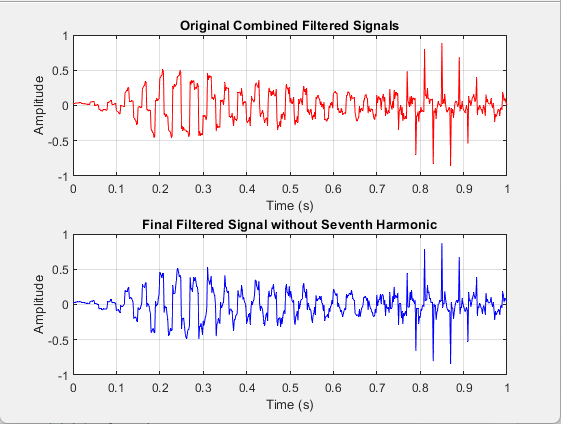 Original Combined Filtered Signals
1
0.5
0
-0.5
-1
Amplitude
0 0.1 0.2 0.3 0.4 0.5 0.6 0.7 0.8 0.9 1
Time (s)
Final Filtered Signal without Seventh Harmonic
1
0.5
0
-0.5
-1
Amplitude
0 0.1 0.2 0.3 0.4 0.5 0.6 0.7 0.8 0.9 1
Time (s)